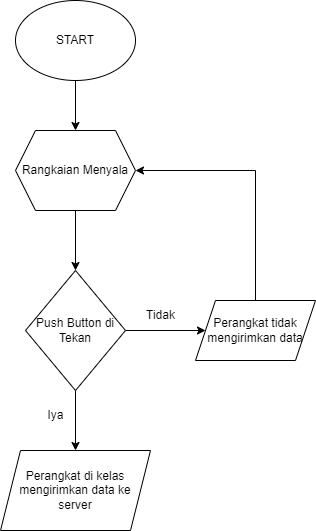 START
Rangkaian Menyala
Push Button di
Tekan
Tidak
Perangkat tidak
mengirimkan data
Iya
Perangkat di kelas
mengirimkan data ke
server